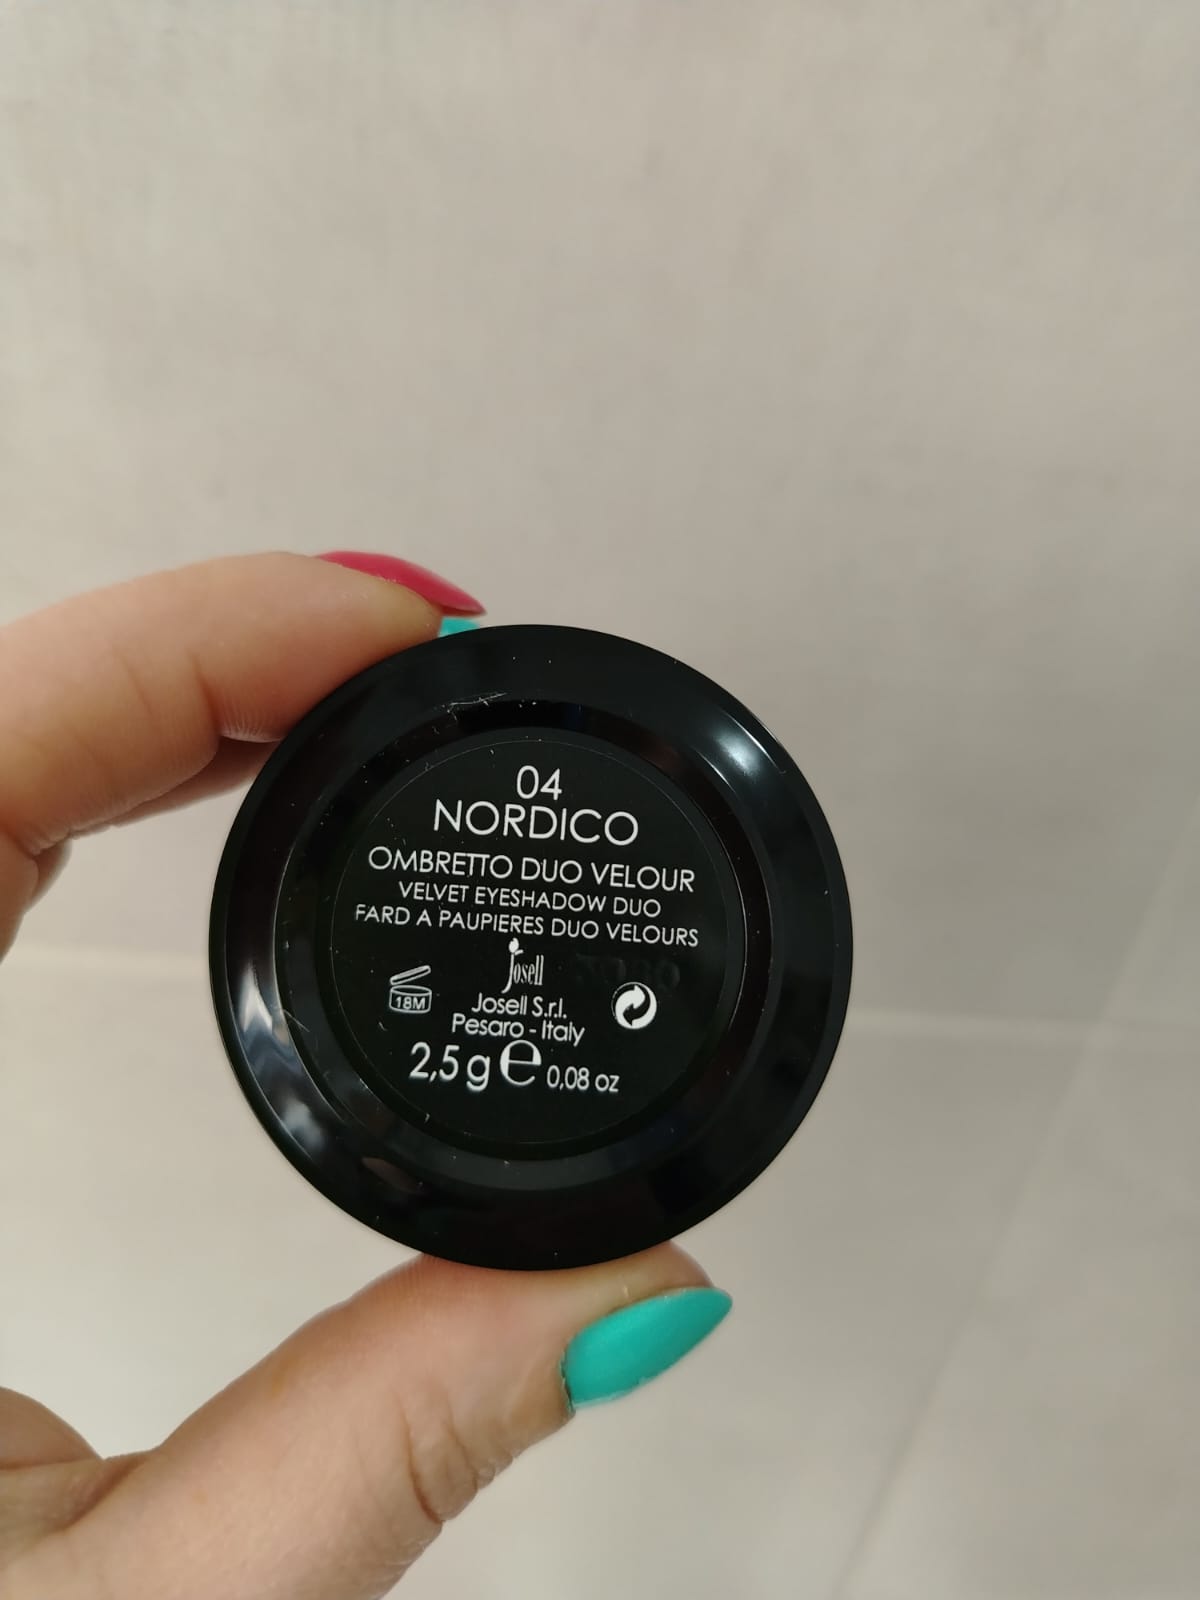 04
NORDICO
OMBRETTO DUO VELOUR
VELVET EYESHADOW DUO
FARD A PAUPIERES DUO VELOURS
Josell
18M
Josell S.r.l.
Pesaro - Italy
2,5 g e 0,08 oz